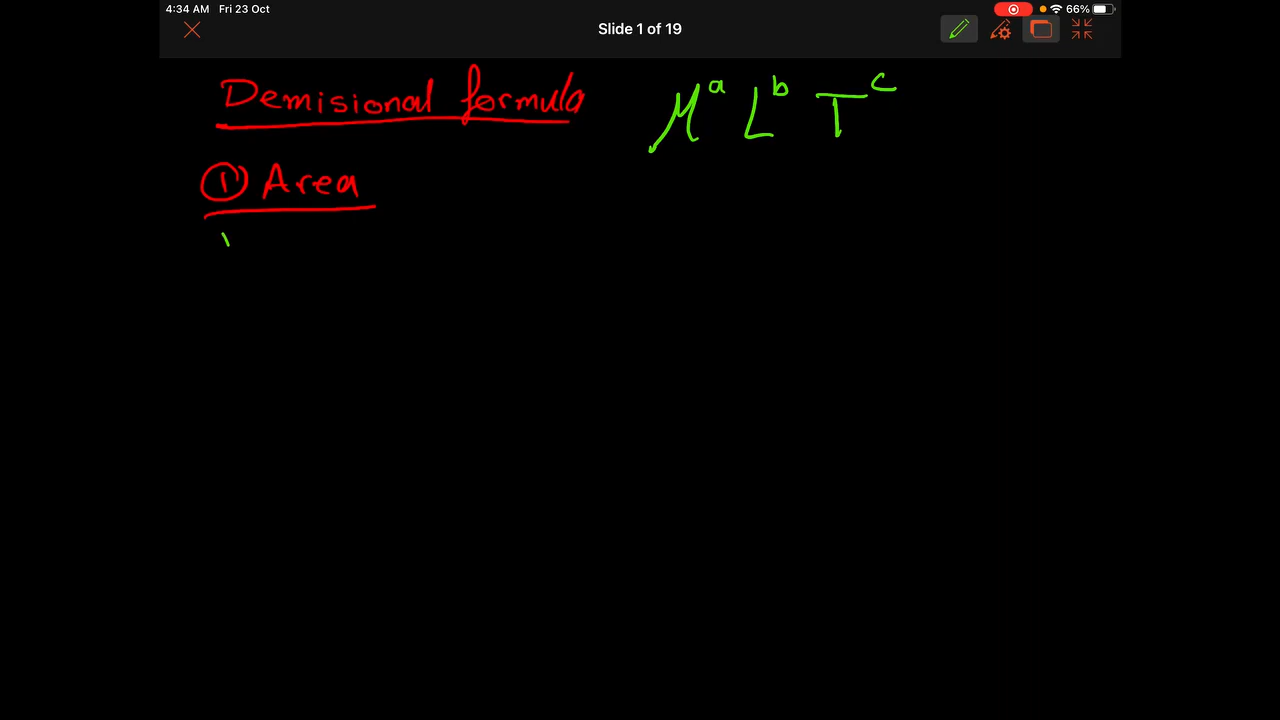 4:34 AM Fri 23 Oct
66%
Slide 1 of 19
Demisional formula
M^a L^b T^c
① Area